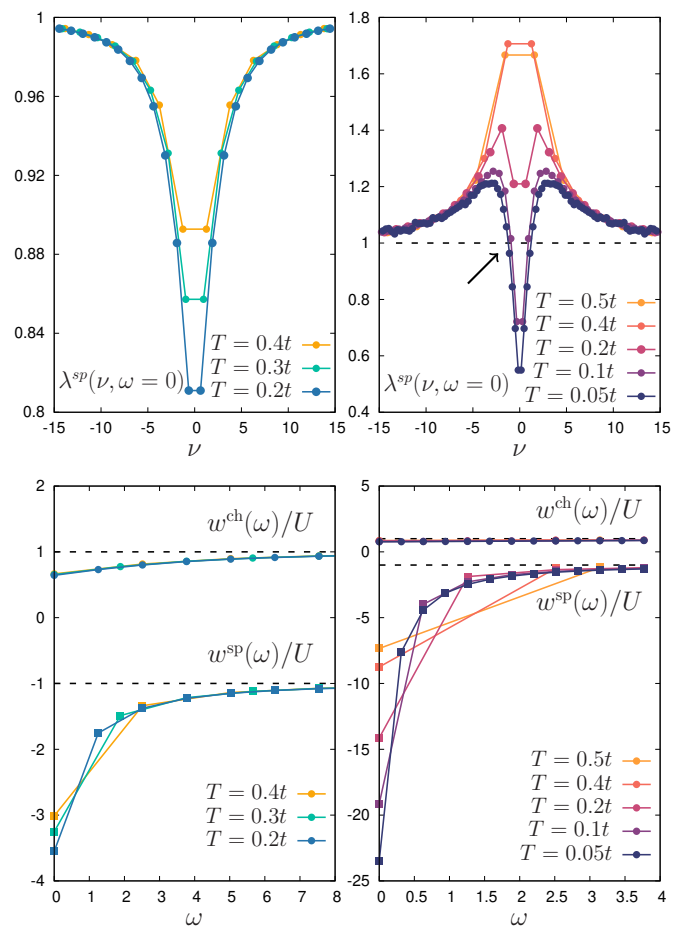 1
0.96
0.92
0.88
0.84
0.8
-15 -10 -5 0 5 10 15
ν
T = 0.4t
T = 0.3t
T = 0.2t
λ^{sp}(ν, ω = 0)
1.8
1.6
1.4
1.2
1
0.8
0.6
0.4
-15 -10 -5 0 5 10 15
ν
T = 0.5t
T = 0.4t
T = 0.2t
T = 0.1t
T = 0.05t
λ^{sp}(ν, ω = 0)
2
1
0
-1
-2
-3
-4
0 1 2 3 4 5 6 7 8
ω
w^{ch}(ω)/U
w^{sp}(ω)/U
T = 0.4t
T = 0.3t
T = 0.2t
5
0
-5
-10
-15
-20
-25
0 0.5 1 1.5 2 2.5 3 3.5 4
ω
w^{ch}(ω)/U
w^{sp}(ω)/U
T = 0.5t
T = 0.4t
T = 0.2t
T = 0.1t
T = 0.05t